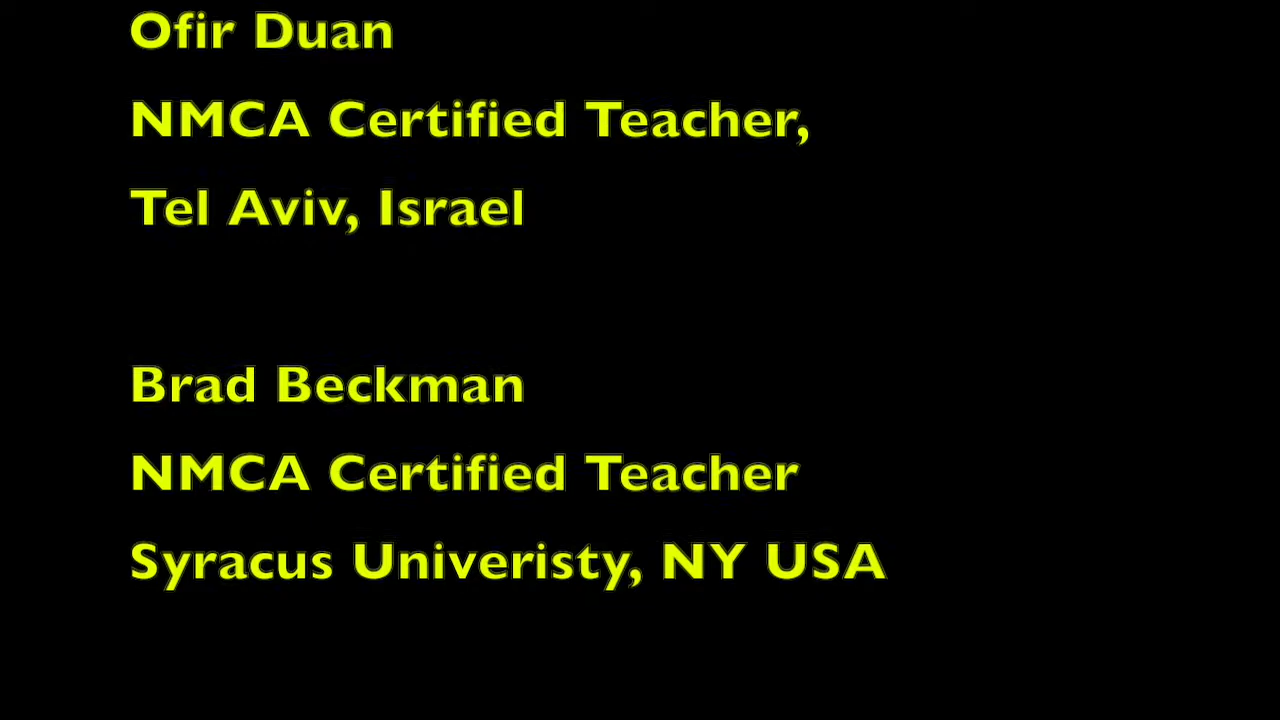 Ofir Duan
NMCA Certified Teacher,
Tel Aviv, Israel
Brad Beckman
NMCA Certified Teacher
Syracus Univeristy, NY USA